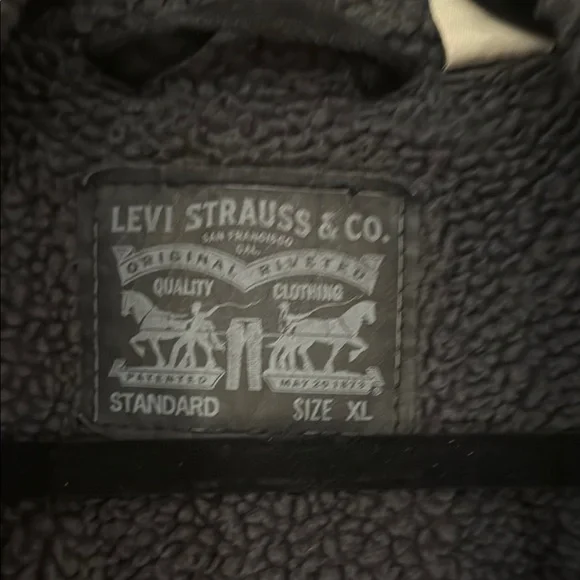 LEVI STRAUSS & CO.
SAN FRANCISCO
CAL.
ORIGINAL RIVETED
QUALITY CLOTHING
PATENTED MAY 20 1873
STANDARD SIZE XL